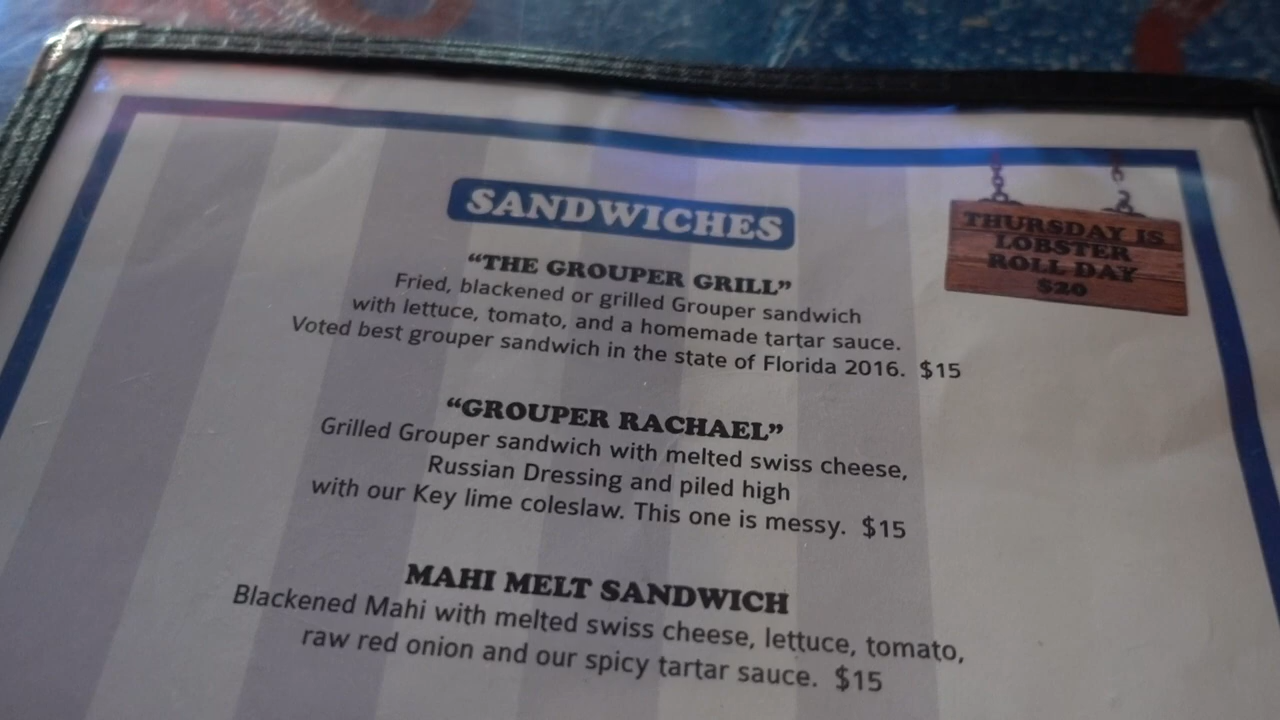 SANDWICHES
THURSDAY IS
LOBSTER
ROLL DAY
$20
“THE GROUPER GRILL”
Fried, blackened or grilled Grouper sandwich
with lettuce, tomato, and a homemade tartar sauce.
Voted best grouper sandwich in the state of Florida 2016. $15
“GROUPER RACHAEL”
Grilled Grouper sandwich with melted swiss cheese,
Russian Dressing and piled high
with our Key lime coleslaw. This one is messy. $15
MAHI MELT SANDWICH
Blackened Mahi with melted swiss cheese, lettuce, tomato,
raw red onion and our spicy tartar sauce. $15